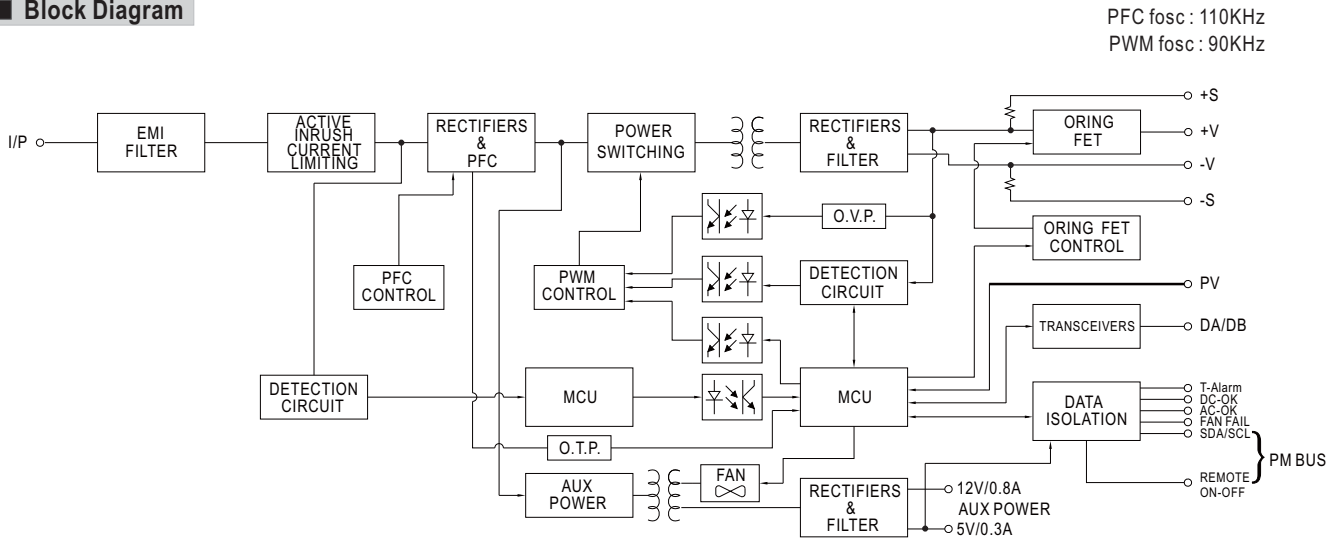 Block Diagram
PFC fosc : 110KHz
PWM fosc : 90KHz
I/P
EMI
FILTER
ACTIVE
INRUSH
CURRENT
LIMITING
RECTIFIERS
&
PFC
POWER
SWITCHING
RECTIFIERS
&
FILTER
ORING
FET
+S
+V
-V
-S
O.V.P.
ORING FET
CONTROL
PFC
CONTROL
PWM
CONTROL
DETECTION
CIRCUIT
PV
TRANSCEIVERS
DA/DB
DETECTION
CIRCUIT
MCU
MCU
DATA
ISOLATION
T-Alarm
DC-OK
AC-OK
FAN FAIL
SDA/SCL
PM BUS
REMOTE
ON-OFF
O.T.P.
AUX
POWER
FAN
RECTIFIERS
&
FILTER
12V/0.8A
AUX POWER
5V/0.3A